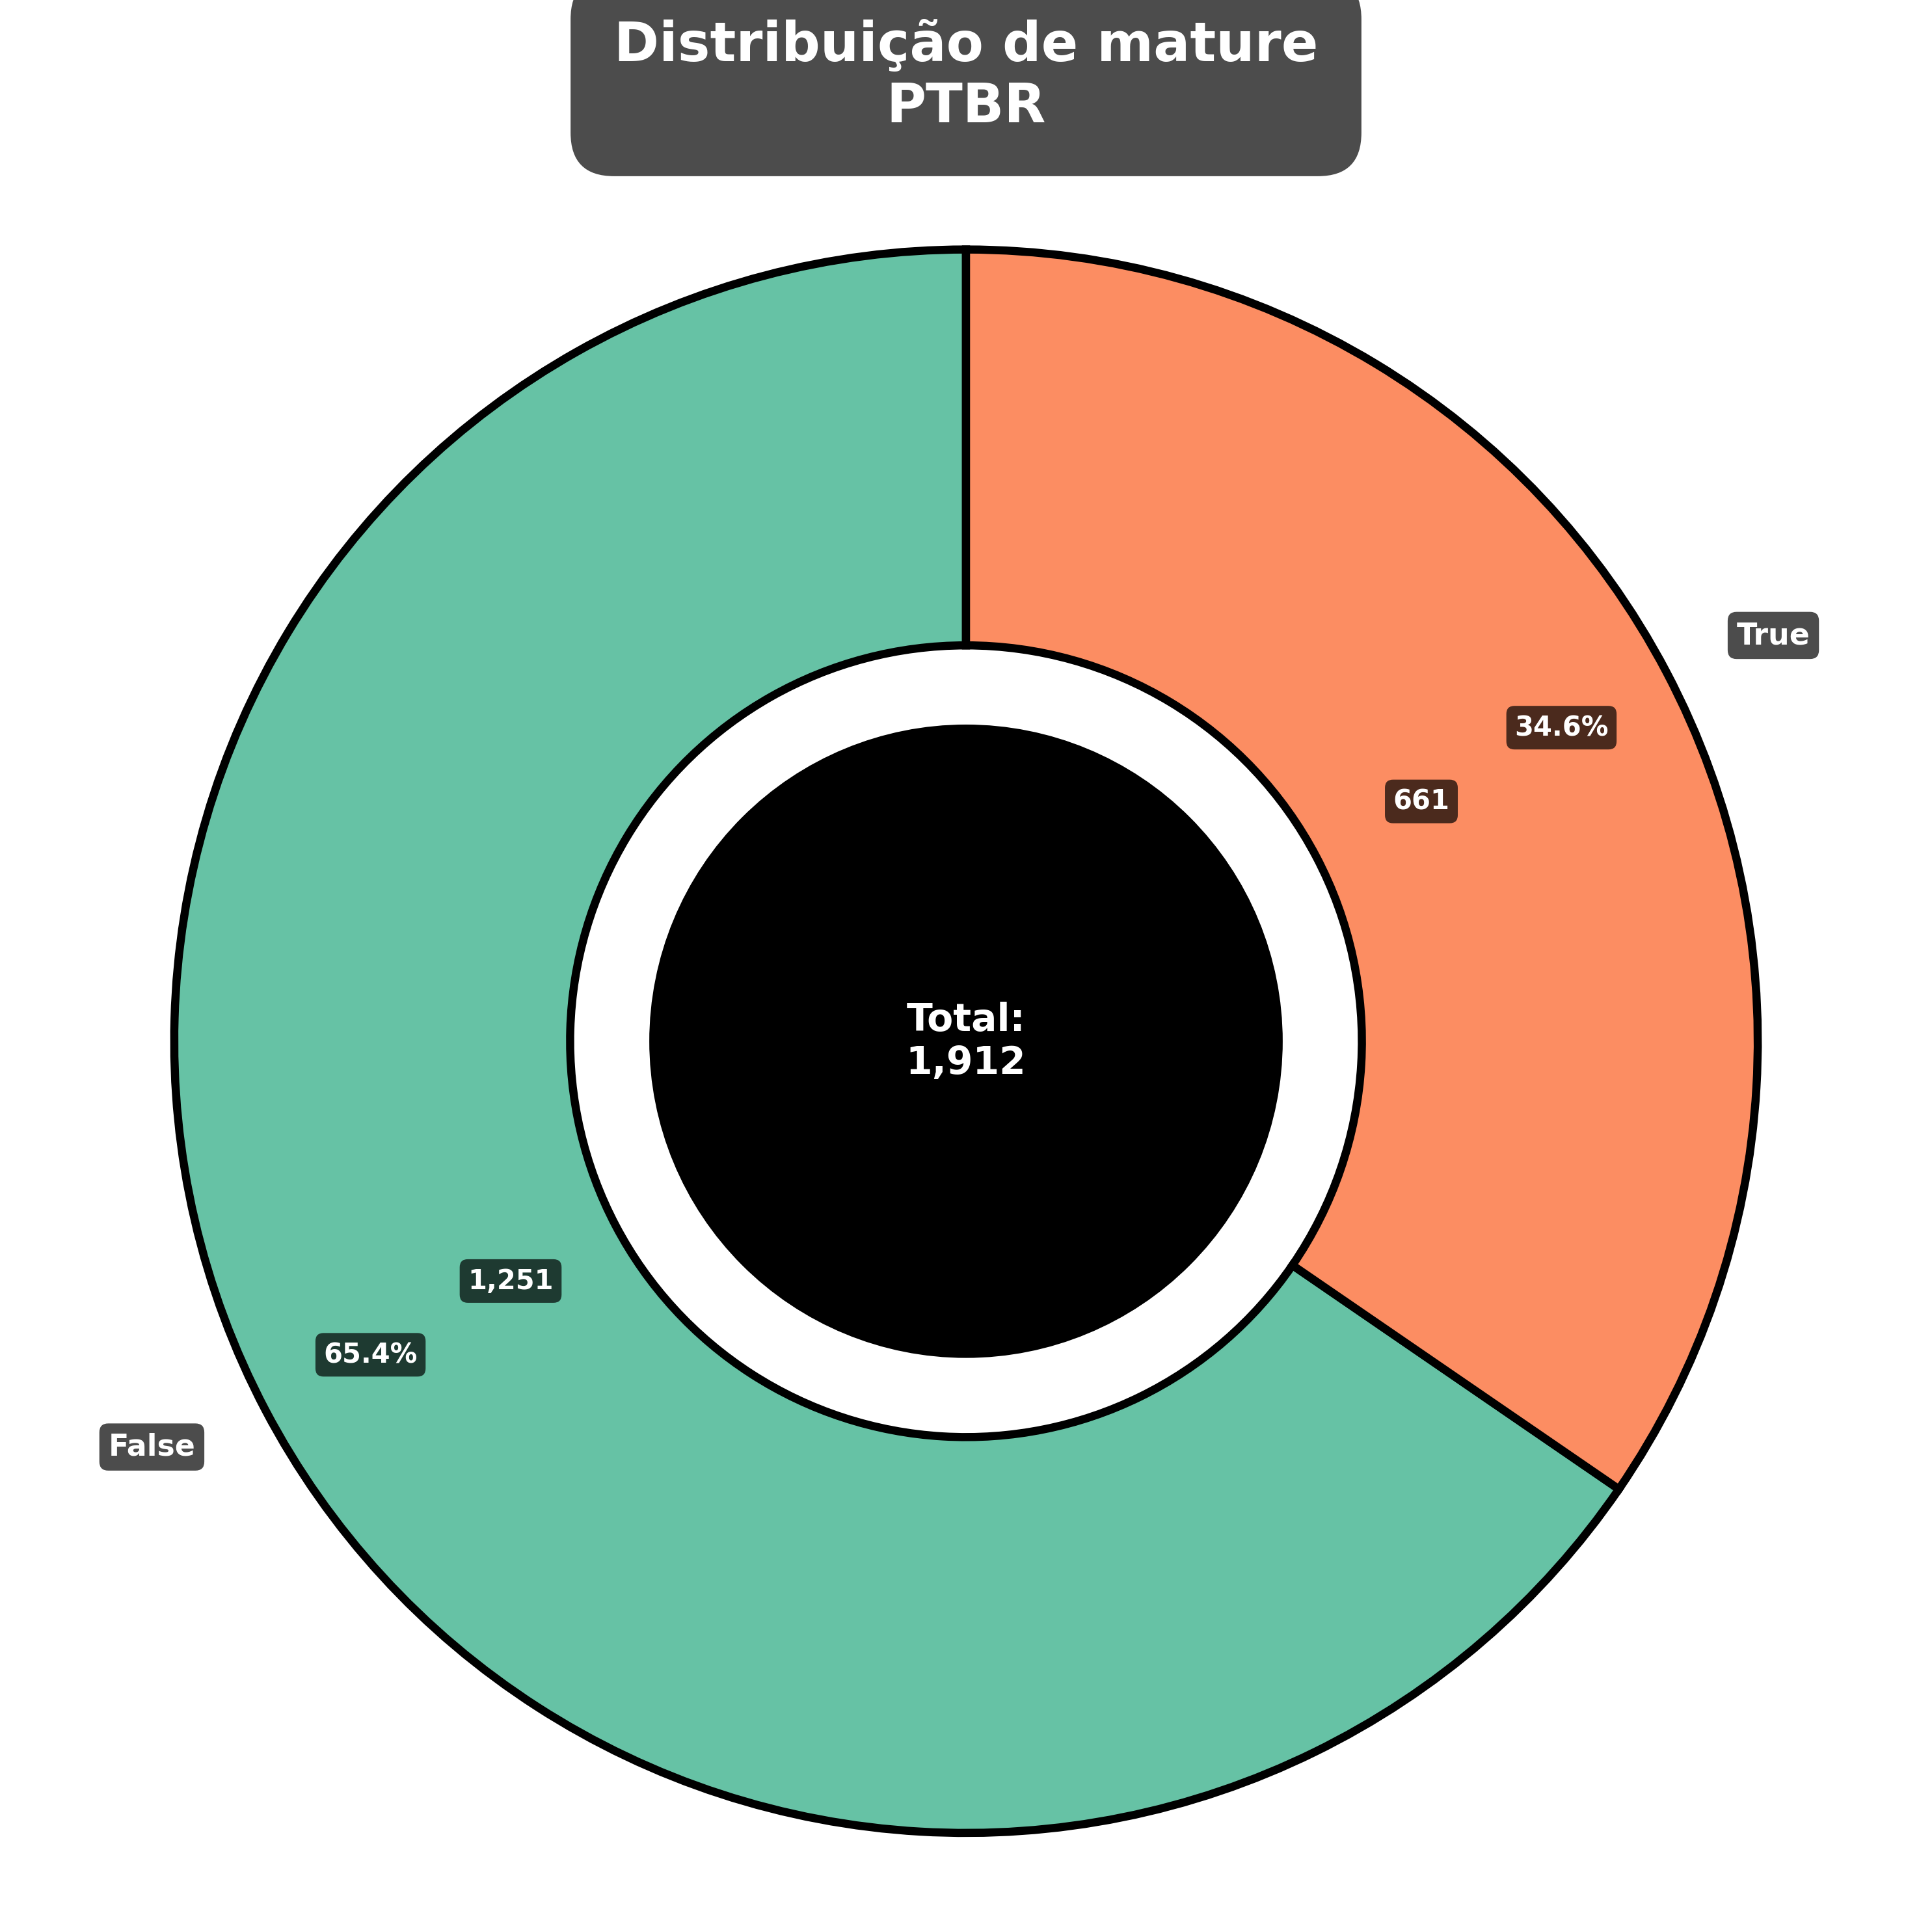 Distribuição de mature
PTBR
True
34.6%
661
Total:
1,912
1,251
65.4%
False